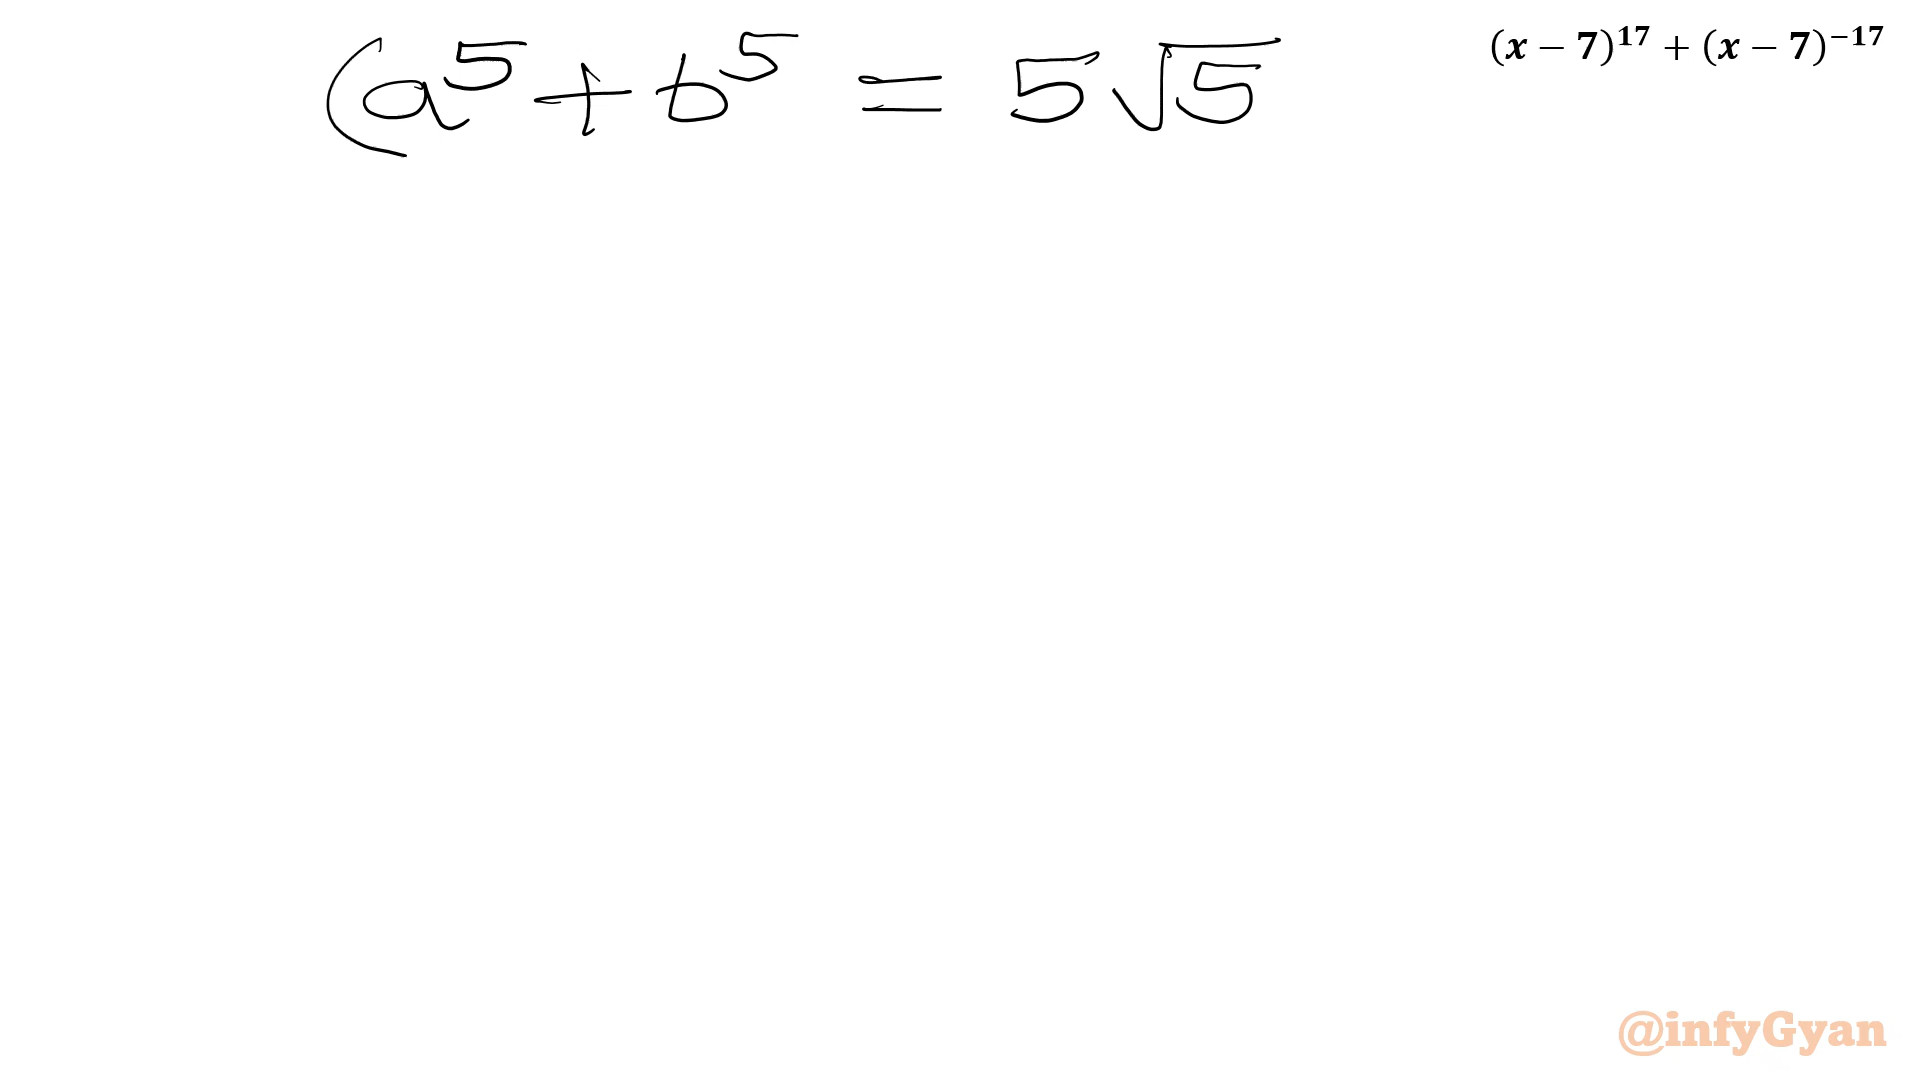 (a⁵ + b⁵ = 5√5
(x − 7)¹⁷ + (x − 7)⁻¹⁷
@infyGyan